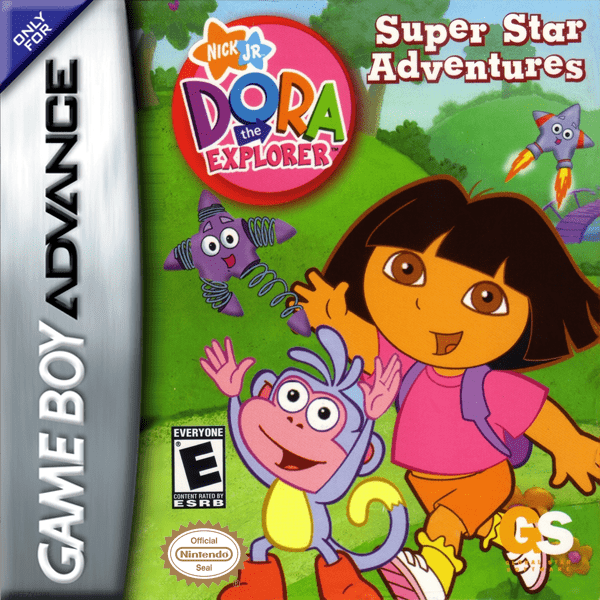 ONLY
FOR
GAME BOY ADVANCE
NICK JR
DORA
the
EXPLORER™
Super Star
Adventures
EVERYONE
E
CONTENT RATED BY
ESRB
Official
Nintendo
Seal
GS